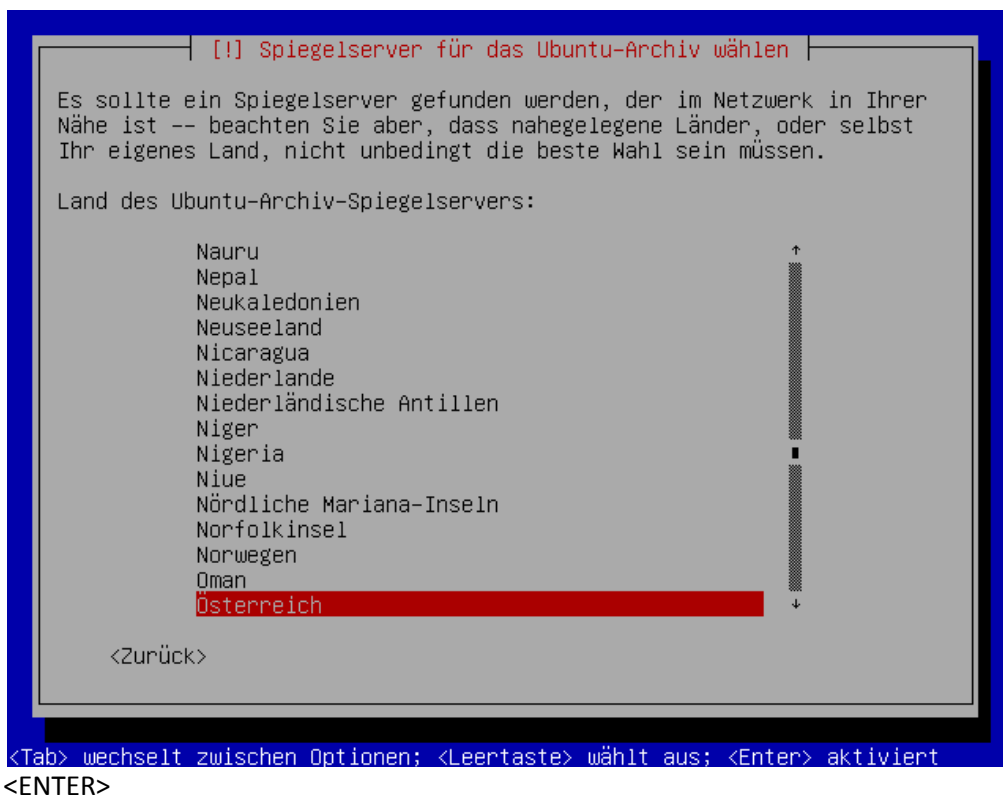 [!] Spiegelserver für das Ubuntu-Archiv wählen
Es sollte ein Spiegelserver gefunden werden, der im Netzwerk in Ihrer
Nähe ist -- beachten Sie aber, dass nahegelegene Länder, oder selbst
Ihr eigenes Land, nicht unbedingt die beste Wahl sein müssen.
Land des Ubuntu-Archiv-Spiegelservers:
Nauru
Nepal
Neukaledonien
Neuseeland
Nicaragua
Niederlande
Niederländische Antillen
Niger
Nigeria
Niue
Nördliche Mariana-Inseln
Norfolkinsel
Norwegen
Oman
Österreich
<Zurück>
<Tab> wechselt zwischen Optionen; <Leertaste> wählt aus; <Enter> aktiviert
<ENTER>